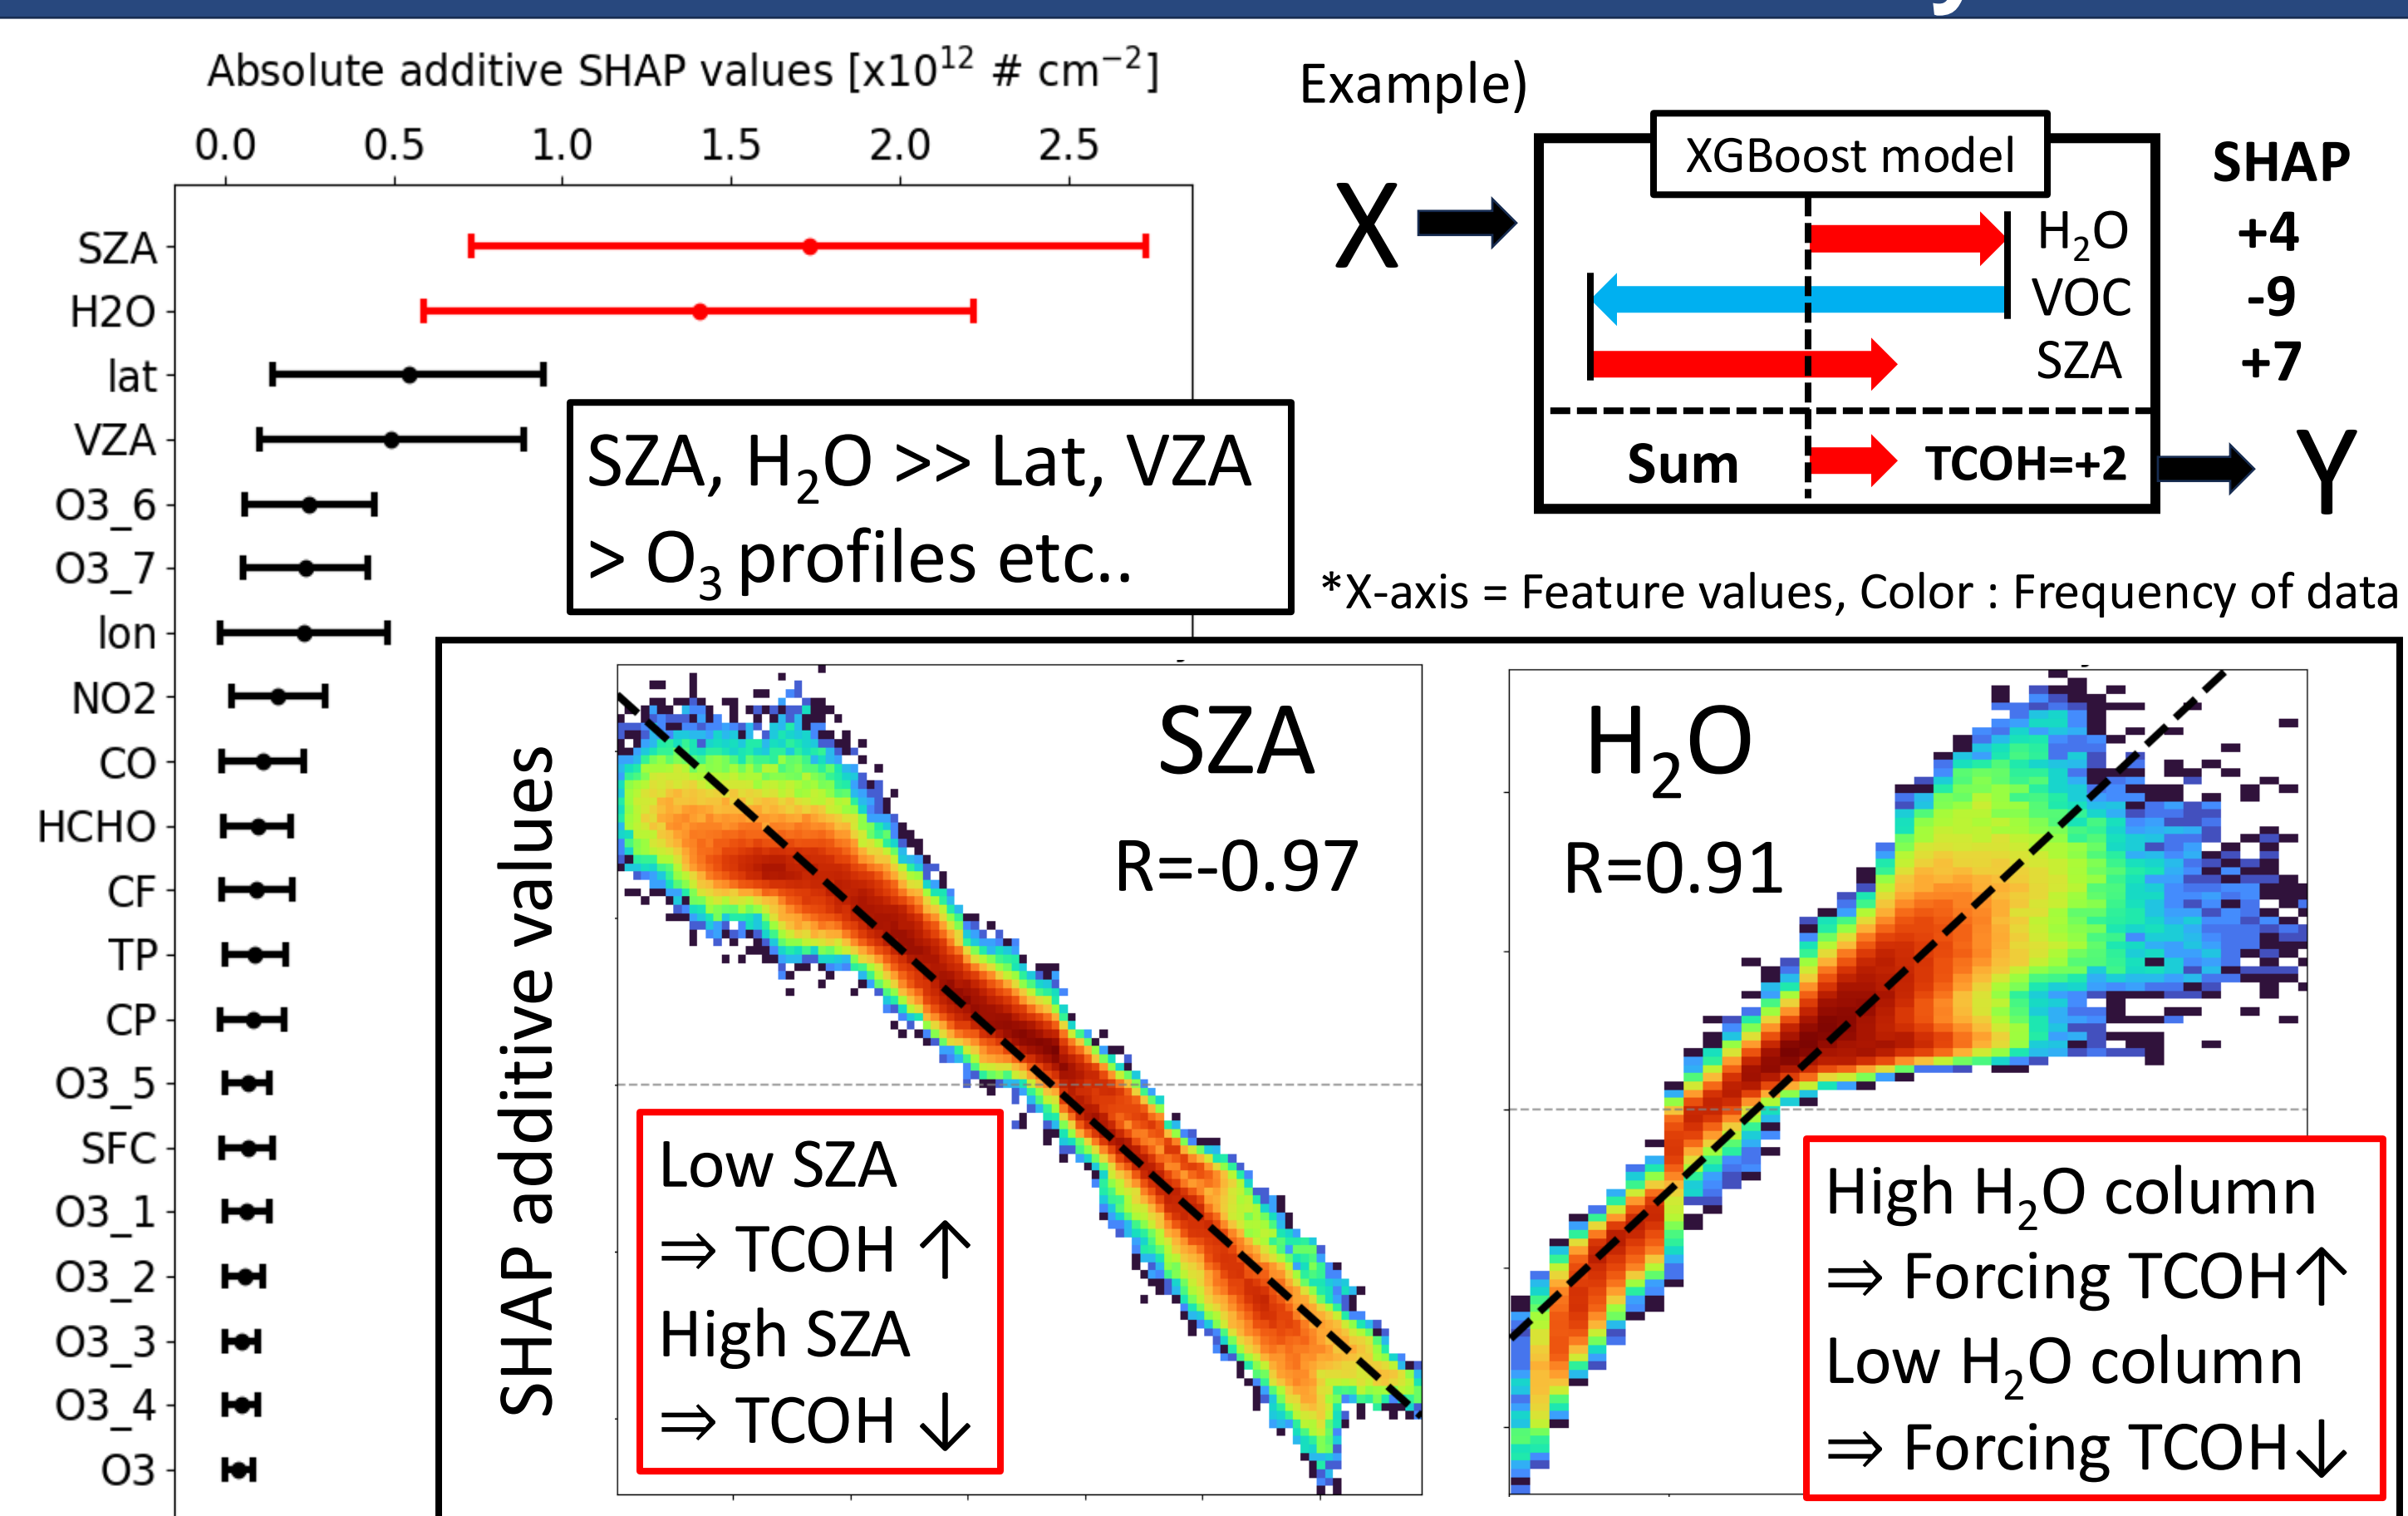 Absolute additive SHAP values [x10¹² # cm⁻²]
0.0 0.5 1.0 1.5 2.0 2.5
SZA
H2O
lat
VZA
O3_6
O3_7
lon
NO2
CO
HCHO
CF
TP
CP
O3_5
SFC
O3_1
O3_2
O3_3
O3_4
O3
SZA, H₂O >> Lat, VZA
> O₃ profiles etc..
Example)
XGBoost model
SHAP
X
H₂O +4
VOC -9
SZA +7
Sum TCOH=+2
Y
*X-axis = Feature values, Color : Frequency of data
SHAP additive values
SZA
R=-0.97
Low SZA
⇒ TCOH ↑
High SZA
⇒ TCOH ↓
H₂O
R=0.91
High H₂O column
⇒ Forcing TCOH↑
Low H₂O column
⇒ Forcing TCOH↓